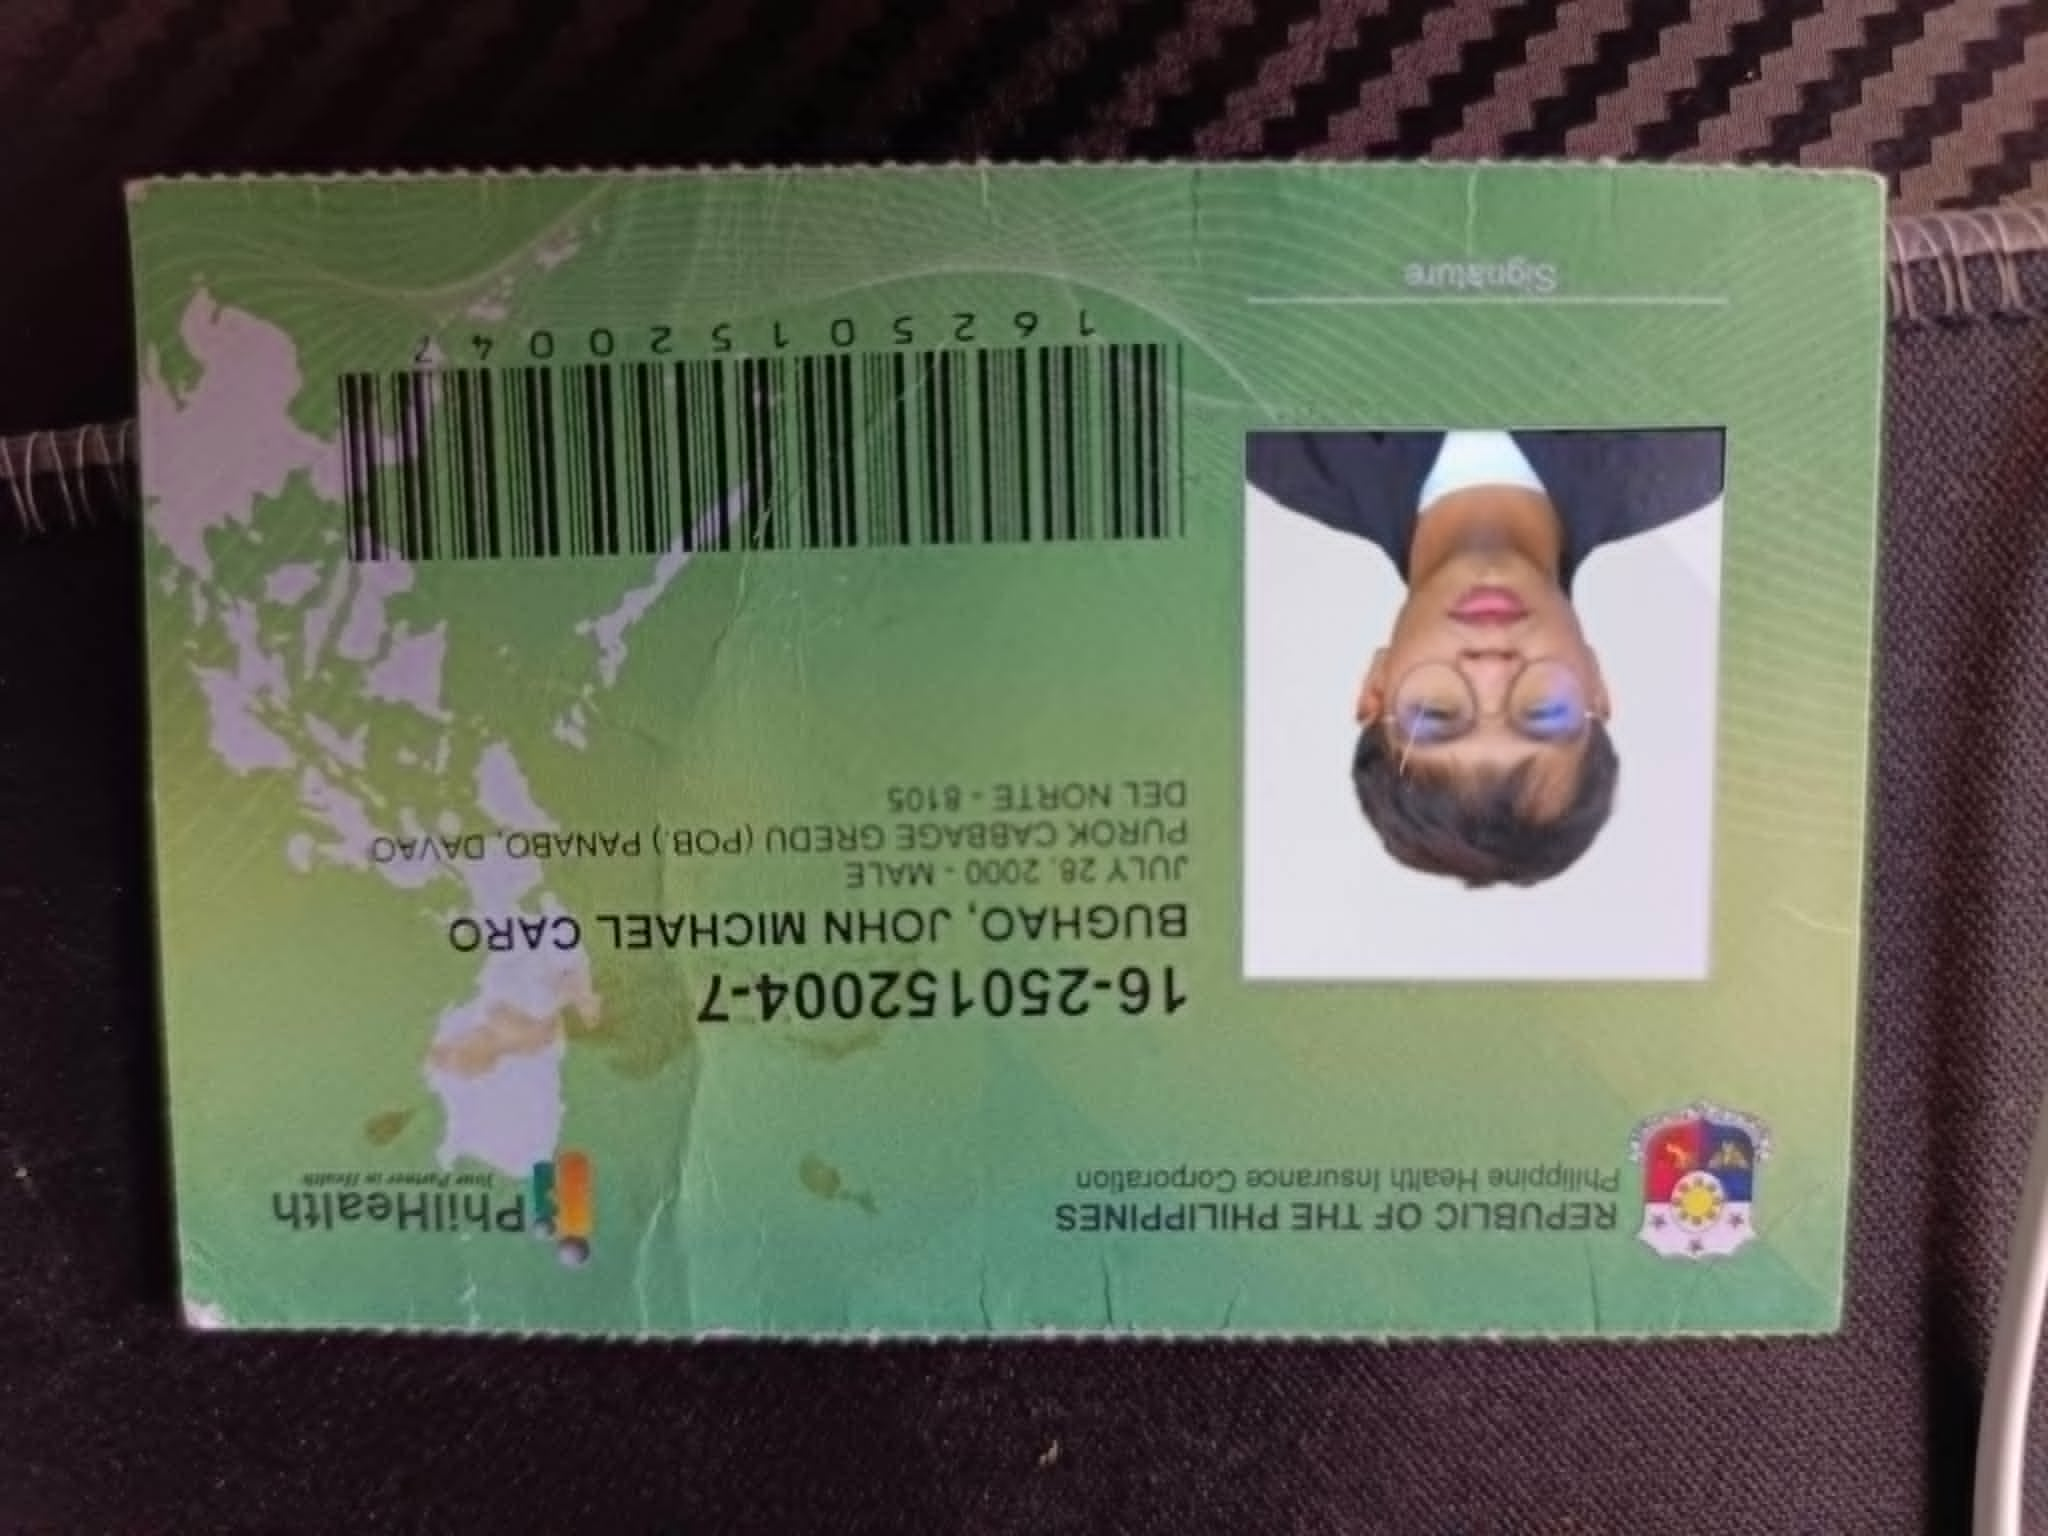 REPUBLIC OF THE PHILIPPINES
Philippine Health Insurance Corporation
PhilHealth
Your Partner in Health
16-250152004-7
BUGHAO, JOHN MICHAEL CARO
JULY 28, 2000 - MALE
PUROK CABBAGE GREDU (POB.) PANABO, DAVAO
DEL NORTE - 8105
162501520047
Signature